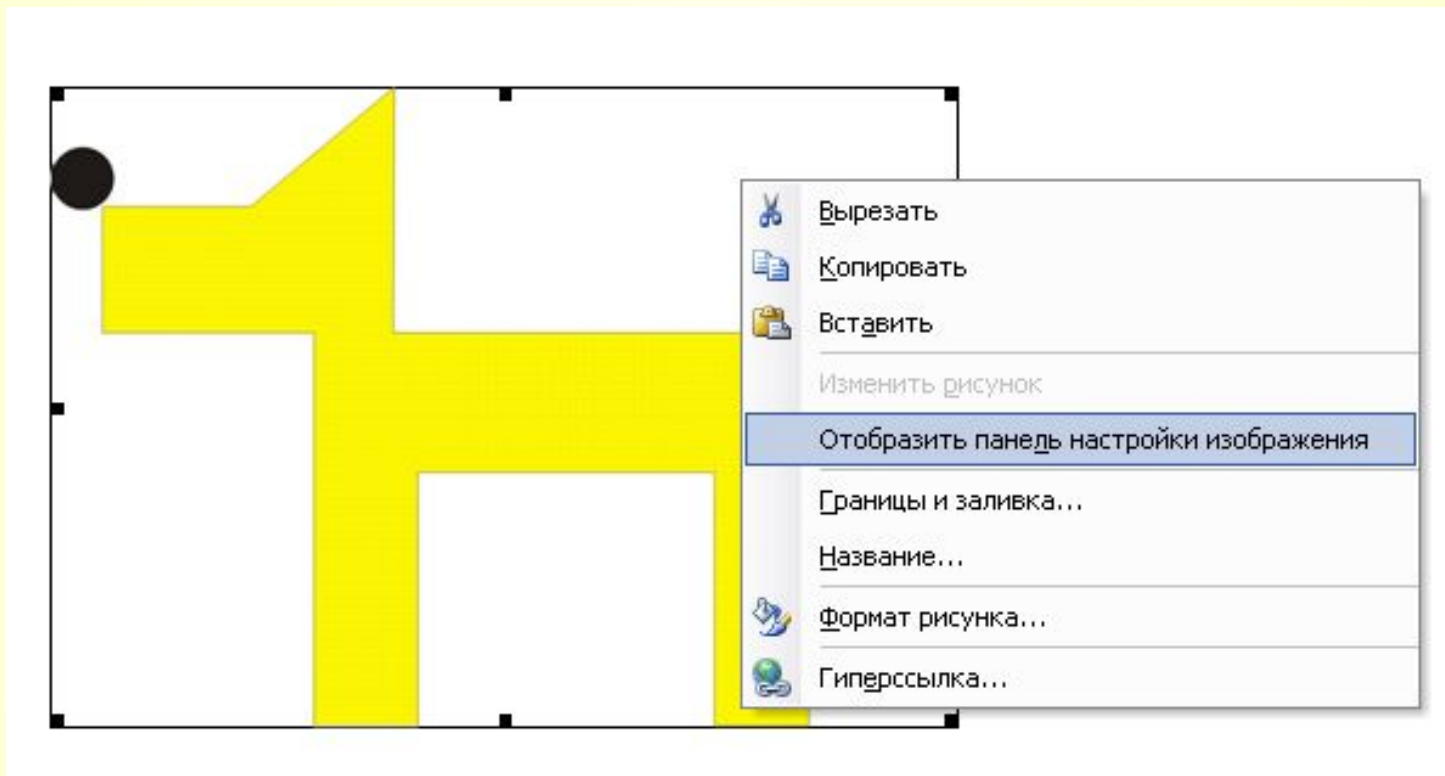 Вырезать
Копировать
Вставить
Изменить рисунок
Отобразить панель настройки изображения
Границы и заливка...
Название...
Формат рисунка...
Гиперссылка...